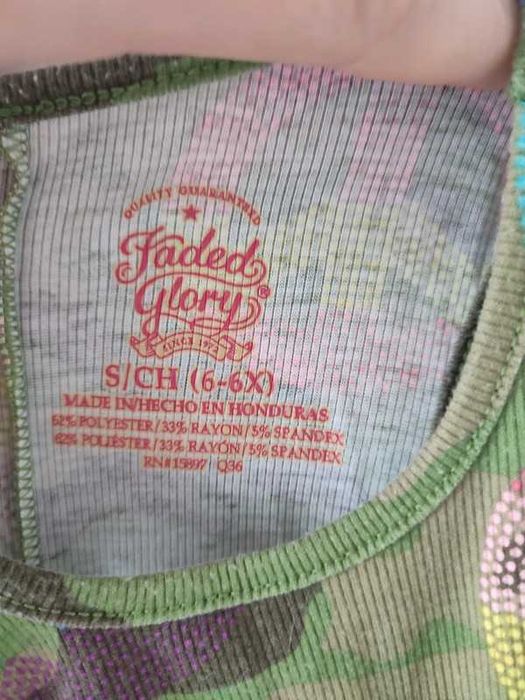 QUALITY GUARANTEED
Faded
Glory®
SINCE 1972
S/CH (6-6X)
MADE IN/HECHO EN HONDURAS
62% POLYESTER/33% RAYON/5% SPANDEX
62% POLIÉSTER/33% RAYÓN/5% SPANDEX
RN#15897 Q36